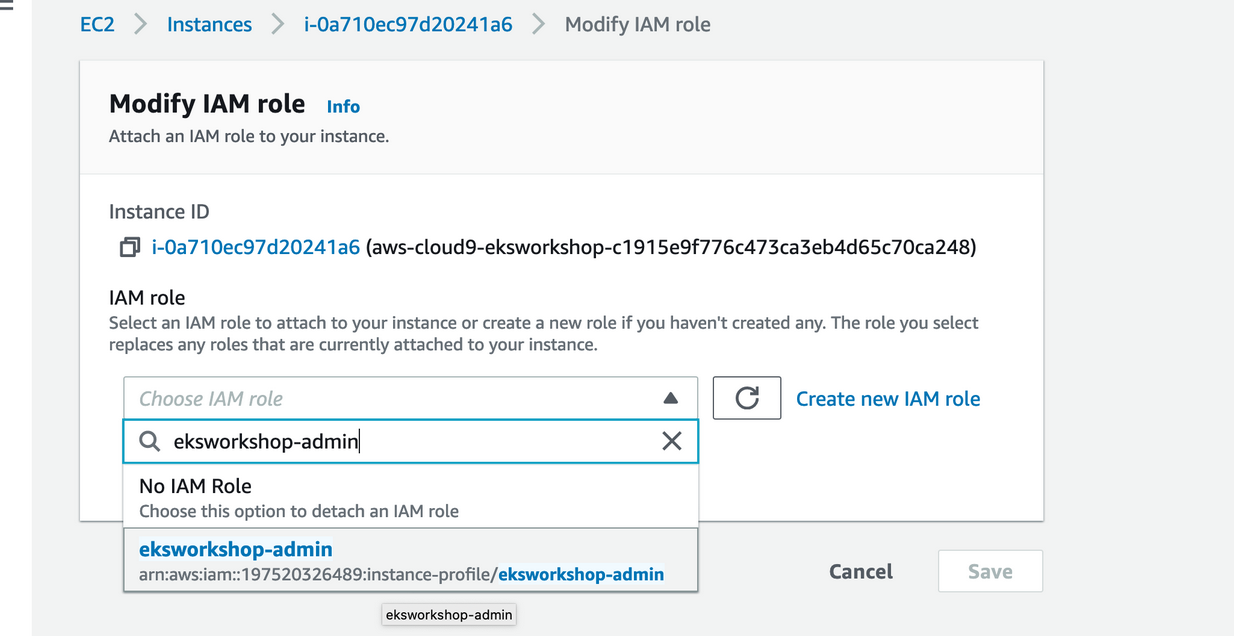 EC2 > Instances > i-0a710ec97d20241a6 > Modify IAM role
Modify IAM role Info
Attach an IAM role to your instance.
Instance ID
i-0a710ec97d20241a6 (aws-cloud9-eksworkshop-c1915e9f776c473ca3eb4d65c70ca248)
IAM role
Select an IAM role to attach to your instance or create a new role if you haven't created any. The role you select
replaces any roles that are currently attached to your instance.
Choose IAM role
Create new IAM role
eksworkshop-admin
No IAM Role
Choose this option to detach an IAM role
eksworkshop-admin
arn:aws:iam::197520326489:instance-profile/eksworkshop-admin
Cancel Save
eksworkshop-admin